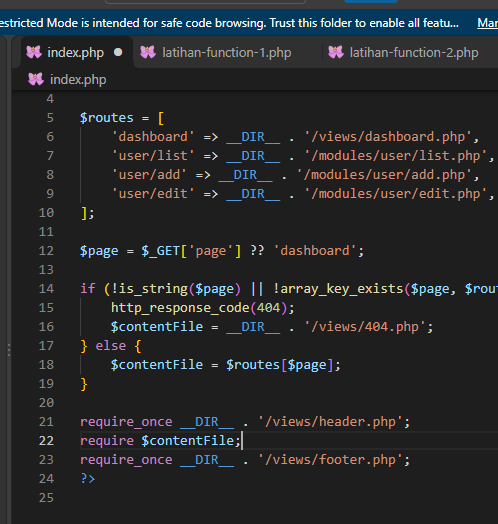 estricted Mode is intended for safe code browsing. Trust this folder to enable all featu... Mar
index.php latihan-function-1.php latihan-function-2.php
index.php
4
5 $routes = [
6 'dashboard' => __DIR__ . '/views/dashboard.php',
7 'user/list' => __DIR__ . '/modules/user/list.php',
8 'user/add' => __DIR__ . '/modules/user/add.php',
9 'user/edit' => __DIR__ . '/modules/user/edit.php',
10 ];
11
12 $page = $_GET['page'] ?? 'dashboard';
13
14 if (!is_string($page) || !array_key_exists($page, $rout
15 http_response_code(404);
16 $contentFile = __DIR__ . '/views/404.php';
17 } else {
18 $contentFile = $routes[$page];
19 }
20
21 require_once __DIR__ . '/views/header.php';
22 require $contentFile;
23 require_once __DIR__ . '/views/footer.php';
24 ?>
25